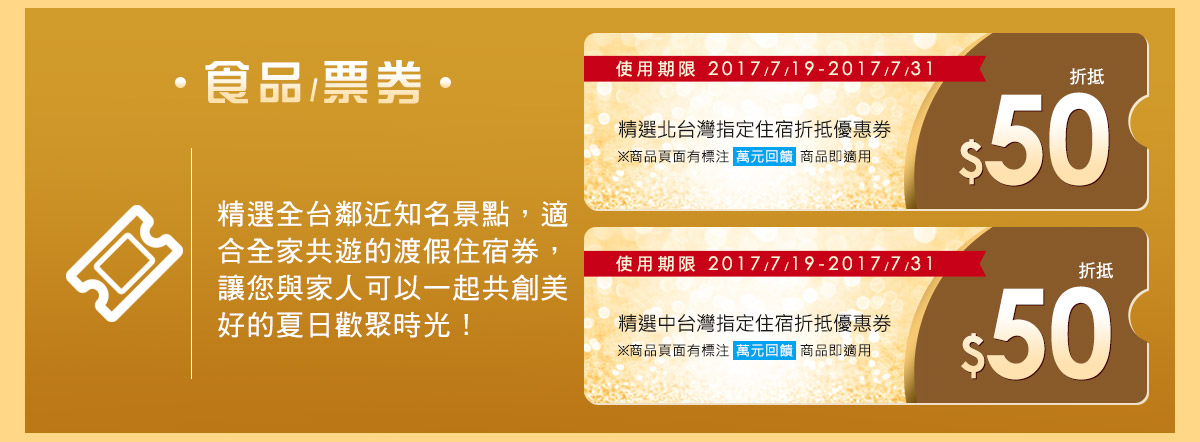 •食品/票券•
精選全台鄰近知名景點，適
合全家共遊的渡假住宿券，
讓您與家人可以一起共創美
好的夏日歡聚時光！
使用期限 2017/7/19-2017/7/31
精選北台灣指定住宿折抵優惠券
※商品頁面有標注 萬元回饋 商品即適用
折抵
$50
使用期限 2017/7/19-2017/7/31
精選中台灣指定住宿折抵優惠券
※商品頁面有標注 萬元回饋 商品即適用
折抵
$50